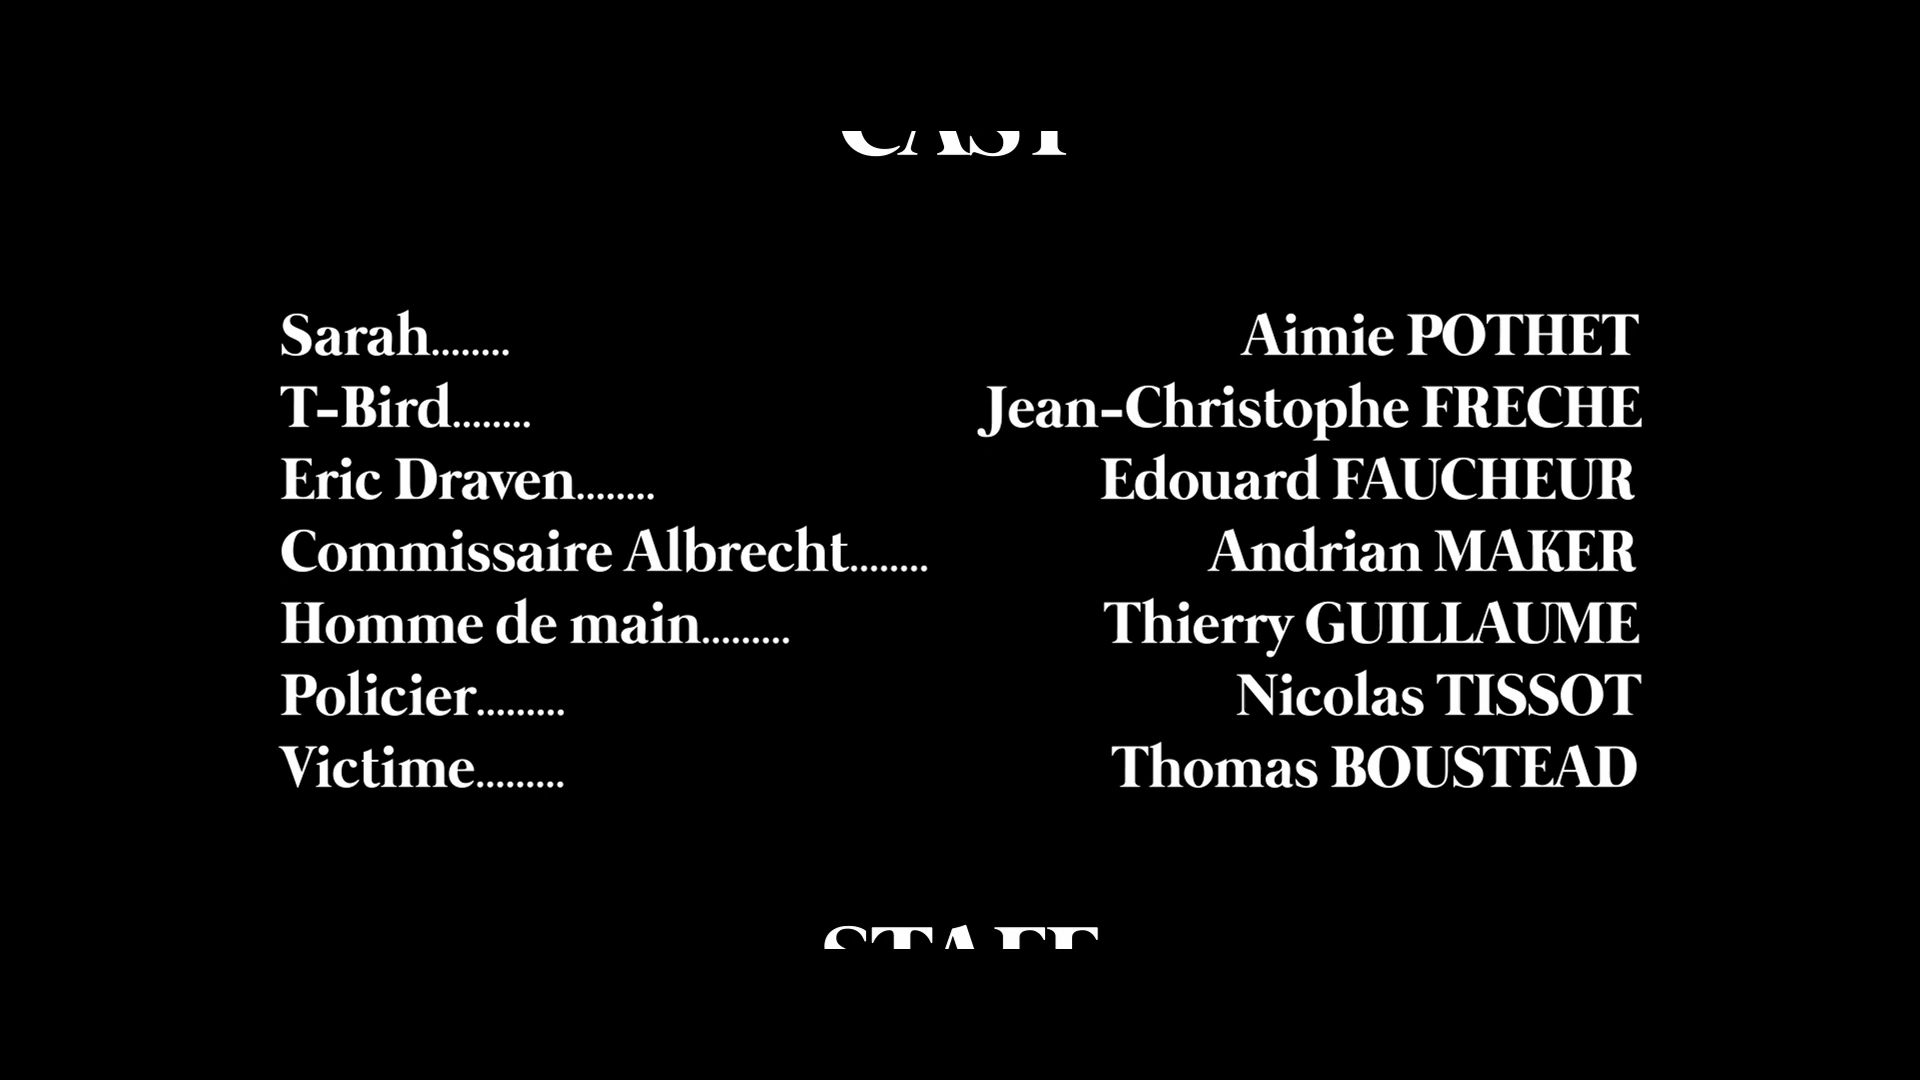 CAST
Sarah........ Aimie POTHET
T-Bird........ Jean-Christophe FRECHE
Eric Draven........ Edouard FAUCHEUR
Commissaire Albrecht........ Andrian MAKER
Homme de main......... Thierry GUILLAUME
Policier......... Nicolas TISSOT
Victime......... Thomas BOUSTEAD
STAFF